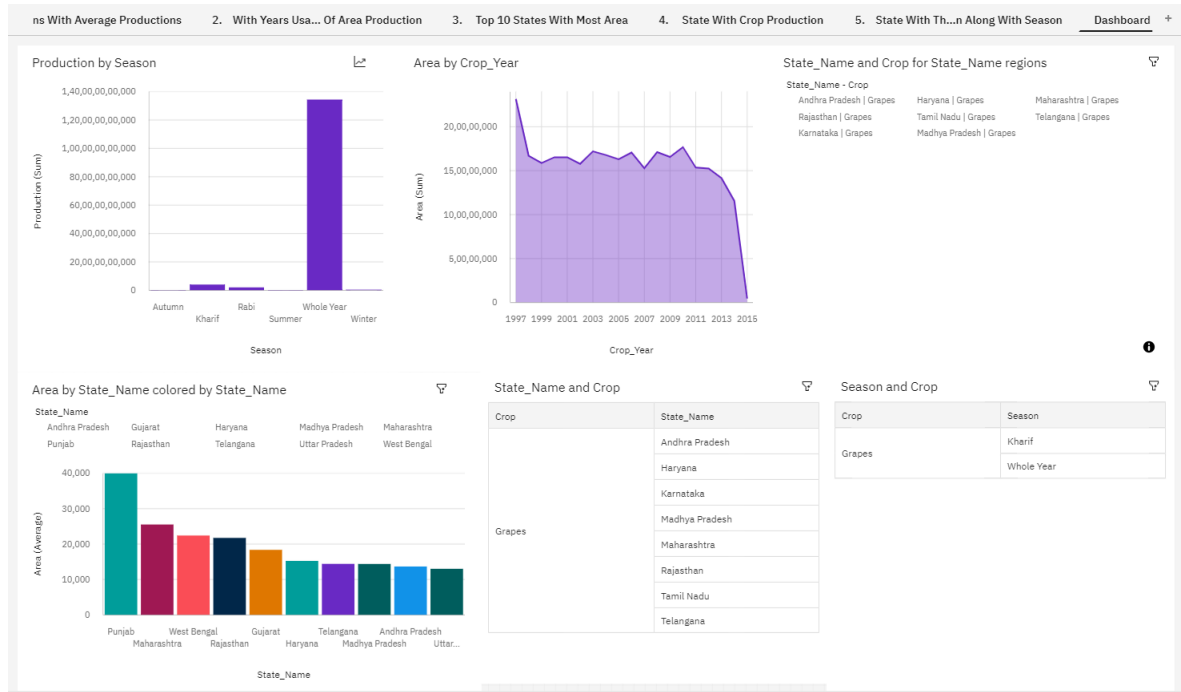 ns With Average Productions 2. With Years Usa... Of Area Production 3. Top 10 States With Most Area 4. State With Crop Production 5. State With Th...n Along With Season Dashboard +
Production by Season
1,40,00,00,00,000
1,20,00,00,00,000
1,00,00,00,00,000
80,00,00,00,000
60,00,00,00,000
40,00,00,00,000
20,00,00,00,000
0
Production (Sum)
Autumn Rabi Whole Year
Kharif Summer Winter
Season
Area by Crop_Year
20,00,00,000
15,00,00,000
10,00,00,000
5,00,00,000
0
Area (Sum)
1997 1999 2001 2003 2005 2007 2009 2011 2013 2015
Crop_Year
State_Name and Crop for State_Name regions
State_Name - Crop
Andhra Pradesh | Grapes Haryana | Grapes Maharashtra | Grapes
Rajasthan | Grapes Tamil Nadu | Grapes Telangana | Grapes
Karnataka | Grapes Madhya Pradesh | Grapes
Area by State_Name colored by State_Name
State_Name
Andhra Pradesh Gujarat Haryana Madhya Pradesh Maharashtra
Punjab Rajasthan Telangana Uttar Pradesh West Bengal
40,000
30,000
20,000
10,000
0
Area (Average)
Punjab West Bengal Gujarat Telangana Andhra Pradesh
Maharashtra Rajasthan Haryana Madhya Pradesh Uttar...
State_Name
State_Name and Crop
Crop State_Name
Grapes
Andhra Pradesh
Haryana
Karnataka
Madhya Pradesh
Maharashtra
Rajasthan
Tamil Nadu
Telangana
Season and Crop
Crop Season
Grapes
Kharif
Whole Year